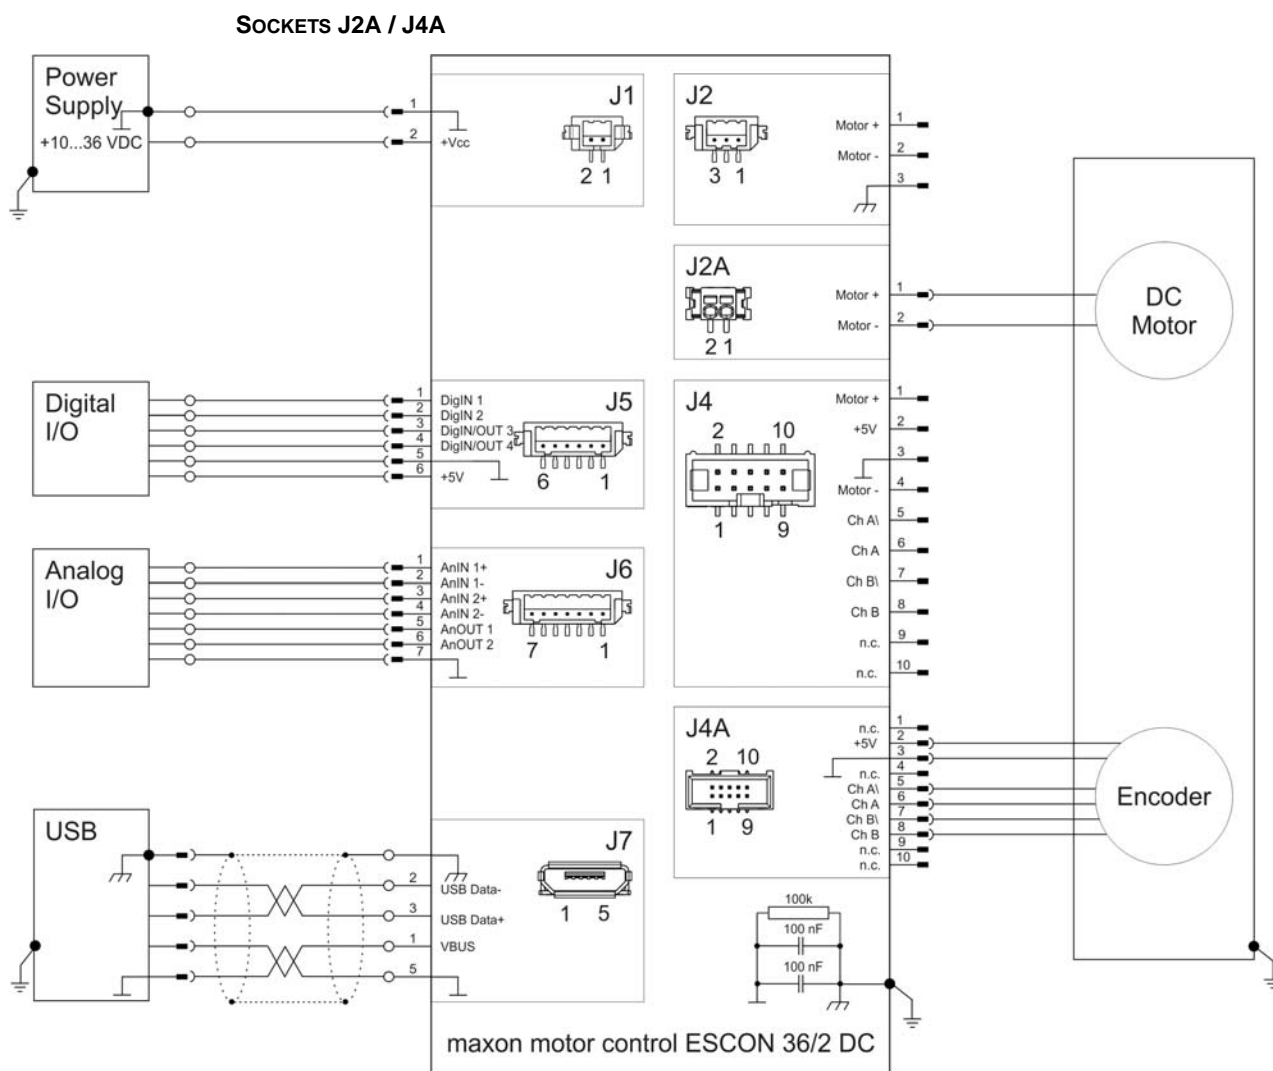 SOCKETS J2A / J4A
Power
Supply
+10...36 VDC
1
2
+Vcc
J1
2 1
J2
3 1
Motor +
1
Motor -
2
3
J2A
2 1
Motor +
1
Motor -
2
DC
Motor
Digital
I/O
1
DigIN 1
2
DigIN 2
3
DigIN/OUT 3
4
DigIN/OUT 4
5
6
+5V
J5
6 1
J4
2 10
1 9
Motor +
1
+5V
2
3
Motor -
4
Ch A\
5
Ch A
6
Ch B\
7
Ch B
8
n.c.
9
n.c.
10
Analog
I/O
1
AnIN 1+
2
AnIN 1-
3
AnIN 2+
4
AnIN 2-
5
AnOUT 1
6
AnOUT 2
7
J6
7 1
J4A
2 10
1 9
n.c.
1
+5V
2
3
n.c.
4
Ch A\
5
Ch A
6
Ch B\
7
Ch B
8
n.c.
9
n.c.
10
Encoder
USB
2
USB Data-
3
USB Data+
1
VBUS
5
J7
1 5
100k
100 nF
100 nF
maxon motor control ESCON 36/2 DC